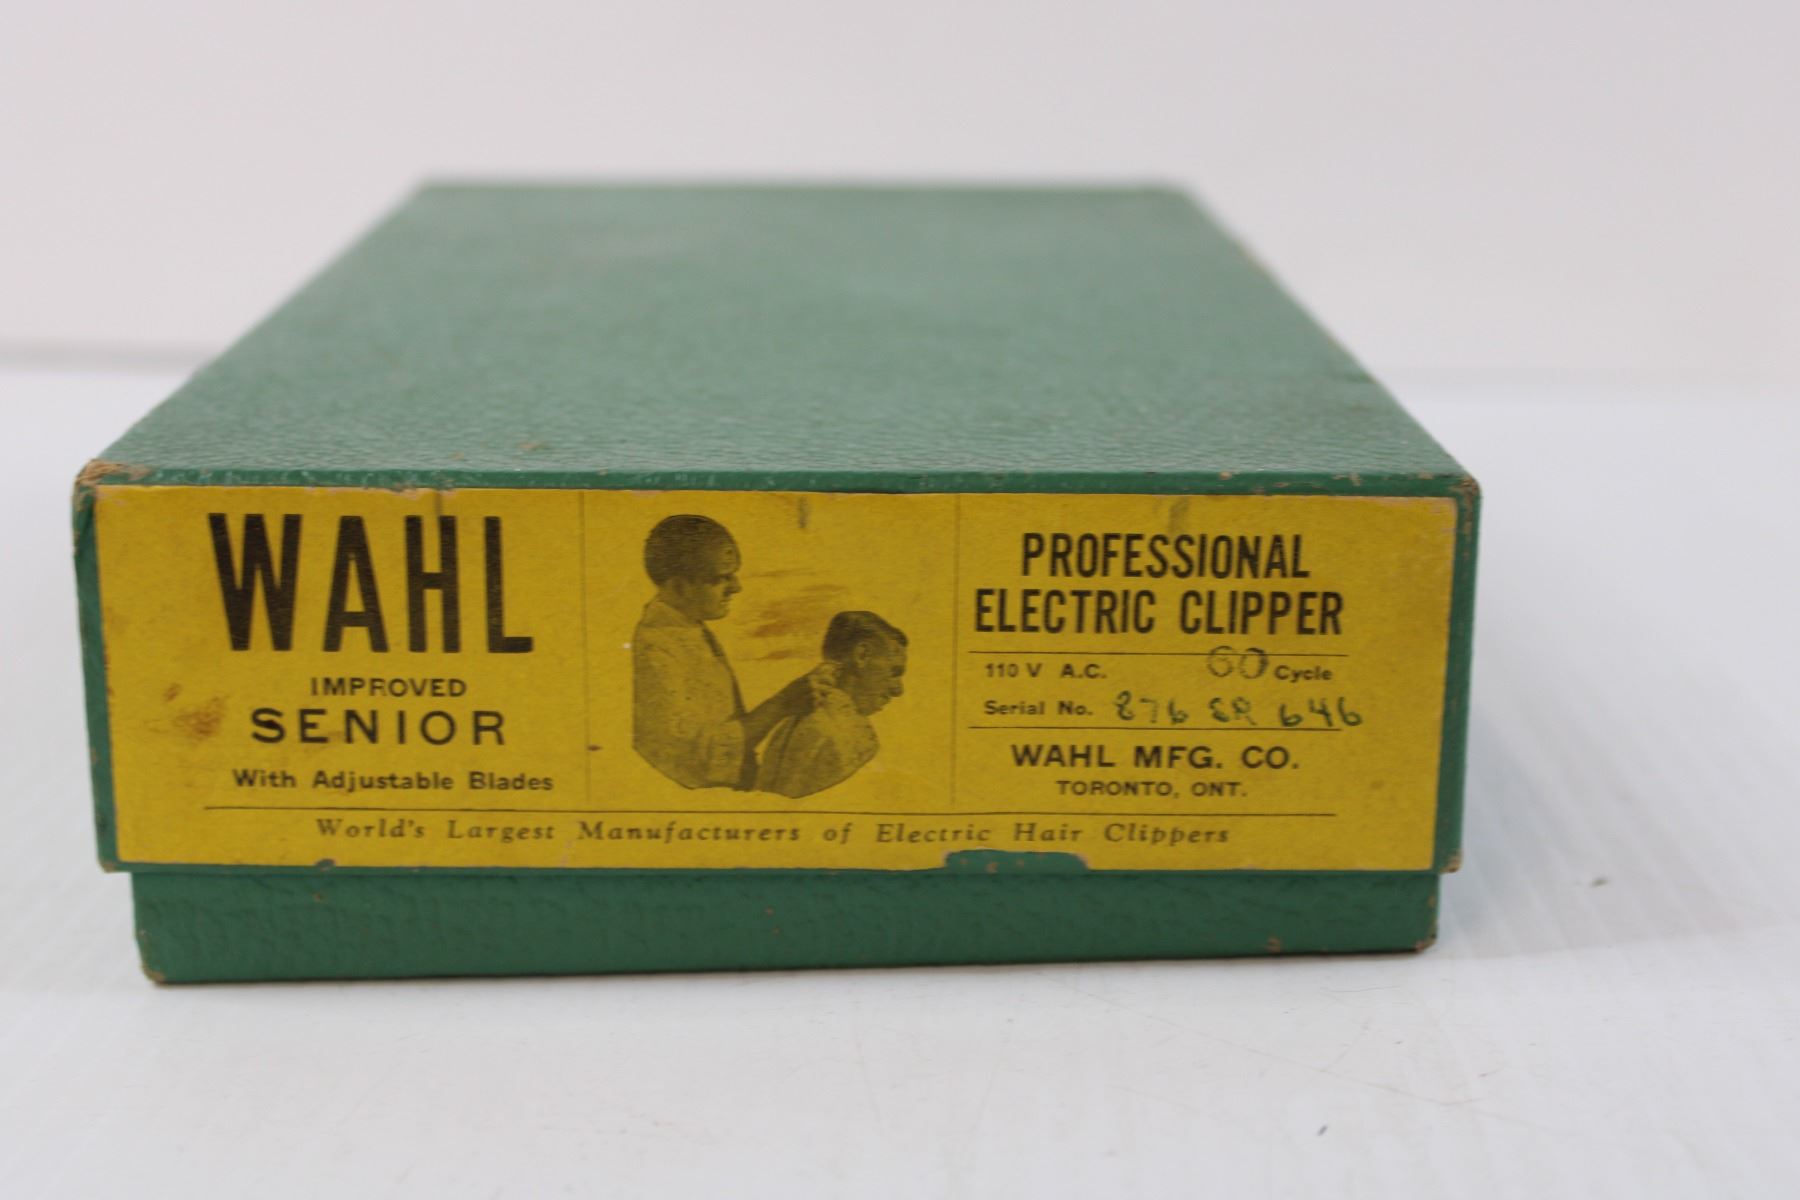 WAHL
IMPROVED
SENIOR
With Adjustable Blades
PROFESSIONAL
ELECTRIC CLIPPER
110 V A.C. 60 Cycle
Serial No. 876 SR 646
WAHL MFG. CO.
TORONTO, ONT.
World's Largest Manufacturers of Electric Hair Clippers